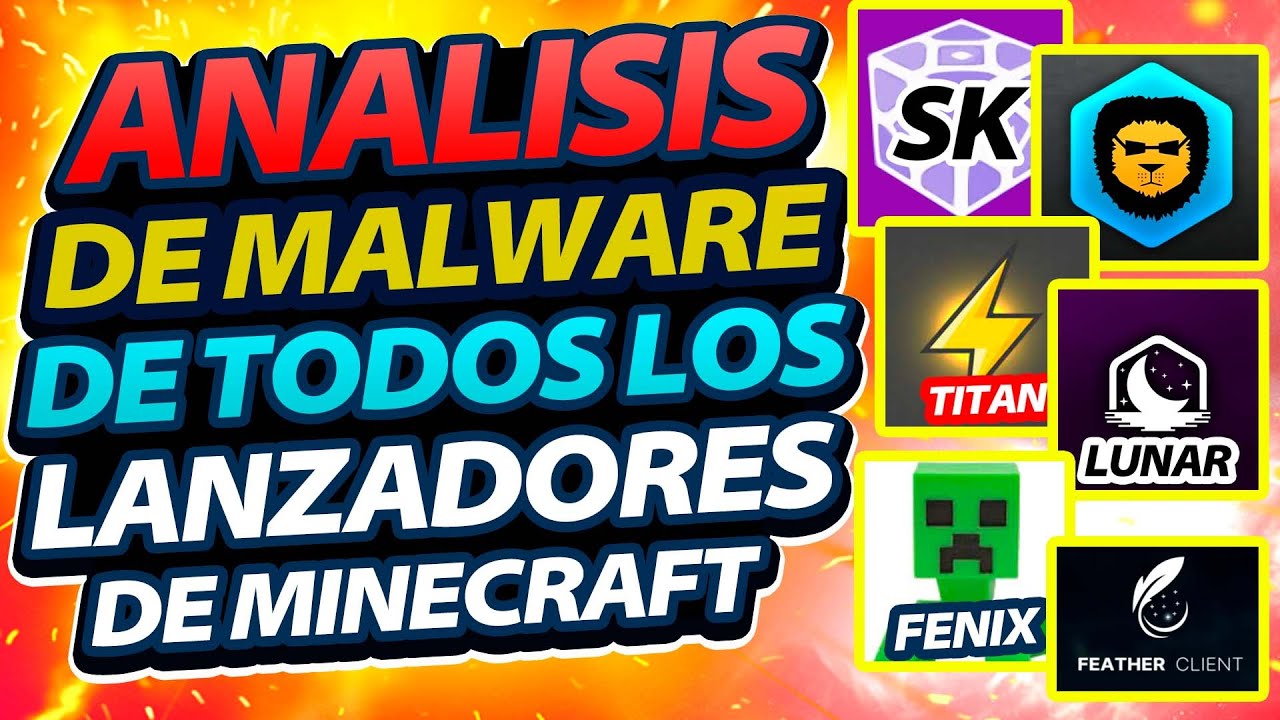 ANALISIS
DE MALWARE
DE TODOS LOS
LANZADORES
DE MINECRAFT
SK
TITAN
LUNAR
FENIX
FEATHER CLIENT